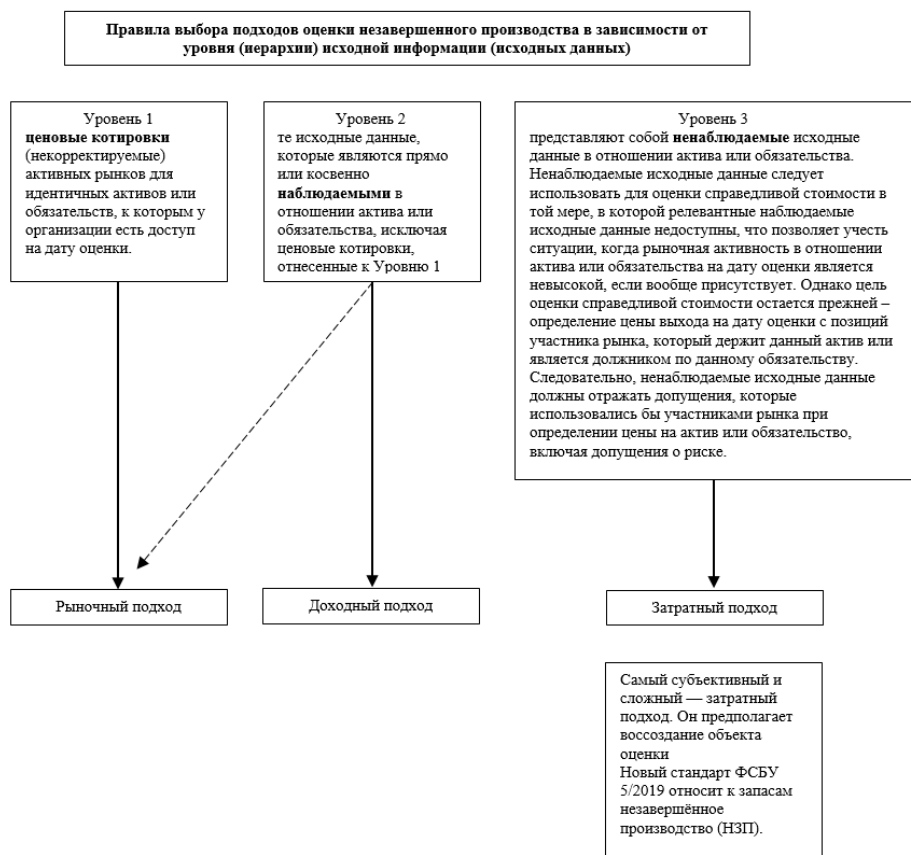 Правила выбора подходов оценки незавершенного производства в зависимости от
уровня (иерархии) исходной информации (исходных данных)
Уровень 1
ценовые котировки
(некорректируемые)
активных рынков для
идентичных активов или
обязательств, к которым у
организации есть доступ
на дату оценки.
Уровень 2
те исходные данные,
которые являются прямо
или косвенно
наблюдаемыми в
отношении актива или
обязательства, исключая
ценовые котировки,
отнесенные к Уровню 1
Уровень 3
представляют собой ненаблюдаемые исходные
данные в отношении актива или обязательства.
Ненаблюдаемые исходные данные следует
использовать для оценки справедливой стоимости в
той мере, в которой релевантные наблюдаемые
исходные данные недоступны, что позволяет учесть
ситуации, когда рыночная активность в отношении
актива или обязательства на дату оценки является
невысокой, если вообще присутствует. Однако цель
оценки справедливой стоимости остается прежней –
определение цены выхода на дату оценки с позиций
участника рынка, который держит данный актив или
является должником по данному обязательству.
Следовательно, ненаблюдаемые исходные данные
должны отражать допущения, которые
использовались бы участниками рынка при
определении цены на актив или обязательство,
включая допущения о риске.
Рыночный подход
Доходный подход
Затратный подход
Самый субъективный и
сложный — затратный
подход. Он предполагает
воссоздание объекта
оценки
Новый стандарт ФСБУ
5/2019 относит к запасам
незавершённое
производство (НЗП).